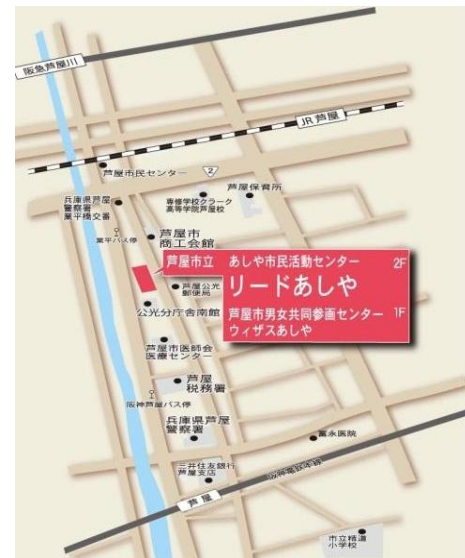 阪急芦屋川
JR 芦屋
芦屋市民センター
2
兵庫県芦屋
警察署
業平橋交番
専修学校クラーク
高等学院芦屋校
芦屋保育所
業平バス停
芦屋市
商工会館
芦屋市立
あしや市民活動センター 2F
リードあしや
芦屋市男女共同参画センター 1F
ウィザスあしや
芦屋公光
郵便局
公光分庁舎南館
芦屋市医師会
医療センター
芦屋
税務署
阪神芦屋バス停
兵庫県芦屋
警察署
冨永医院
三井住友銀行
芦屋支店
阪神電鉄本線
芦屋
市立精道
小学校